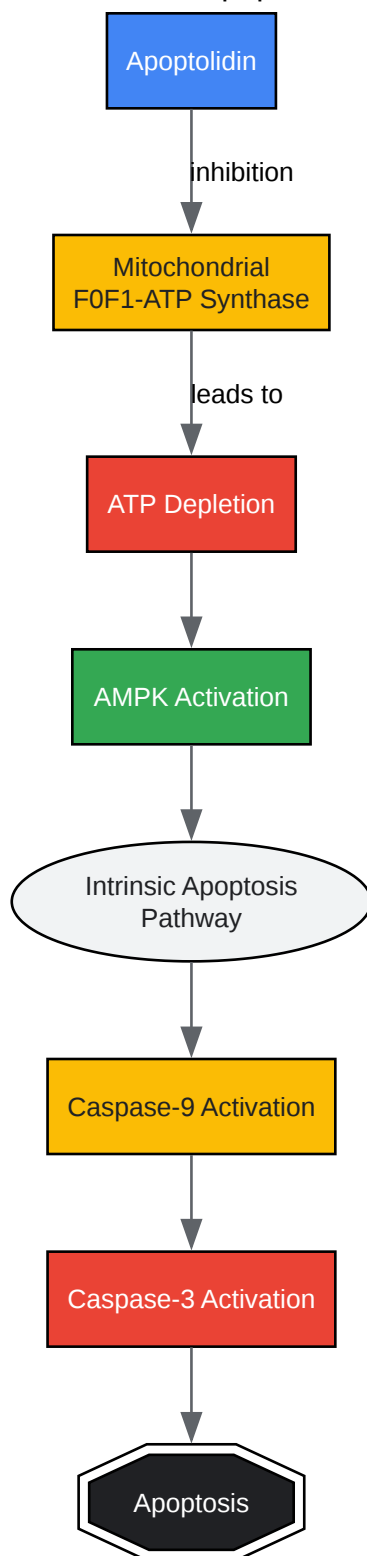 Apoptolidin
inhibition
Mitochondrial
F0F1-ATP Synthase
leads to
ATP Depletion
AMPK Activation
Intrinsic Apoptosis
Pathway
Caspase-9 Activation
Caspase-3 Activation
Apoptosis